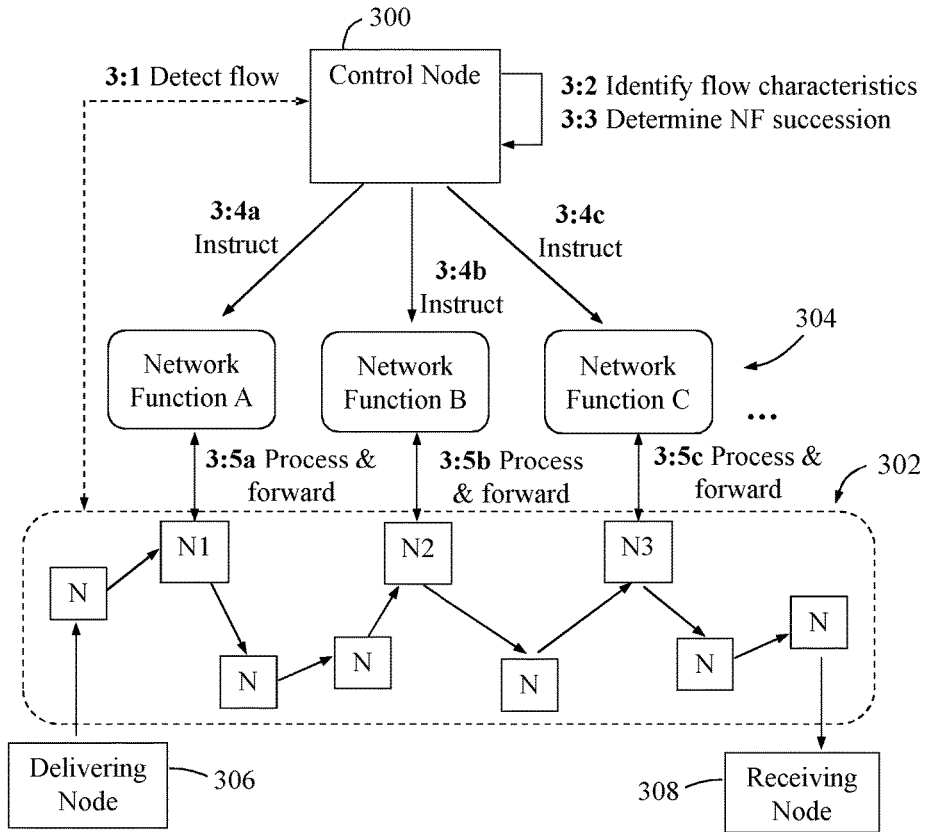 300
3:1 Detect flow
Control Node
3:2 Identify flow characteristics
3:3 Determine NF succession
3:4a
Instruct
3:4b
Instruct
3:4c
Instruct
304
Network
Function A
Network
Function B
Network
Function C
...
3:5a Process &
forward
3:5b Process
& forward
3:5c Process &
forward
302
N1
N2
N3
N
N
N
N
N
N
Delivering
Node
306
308
Receiving
Node